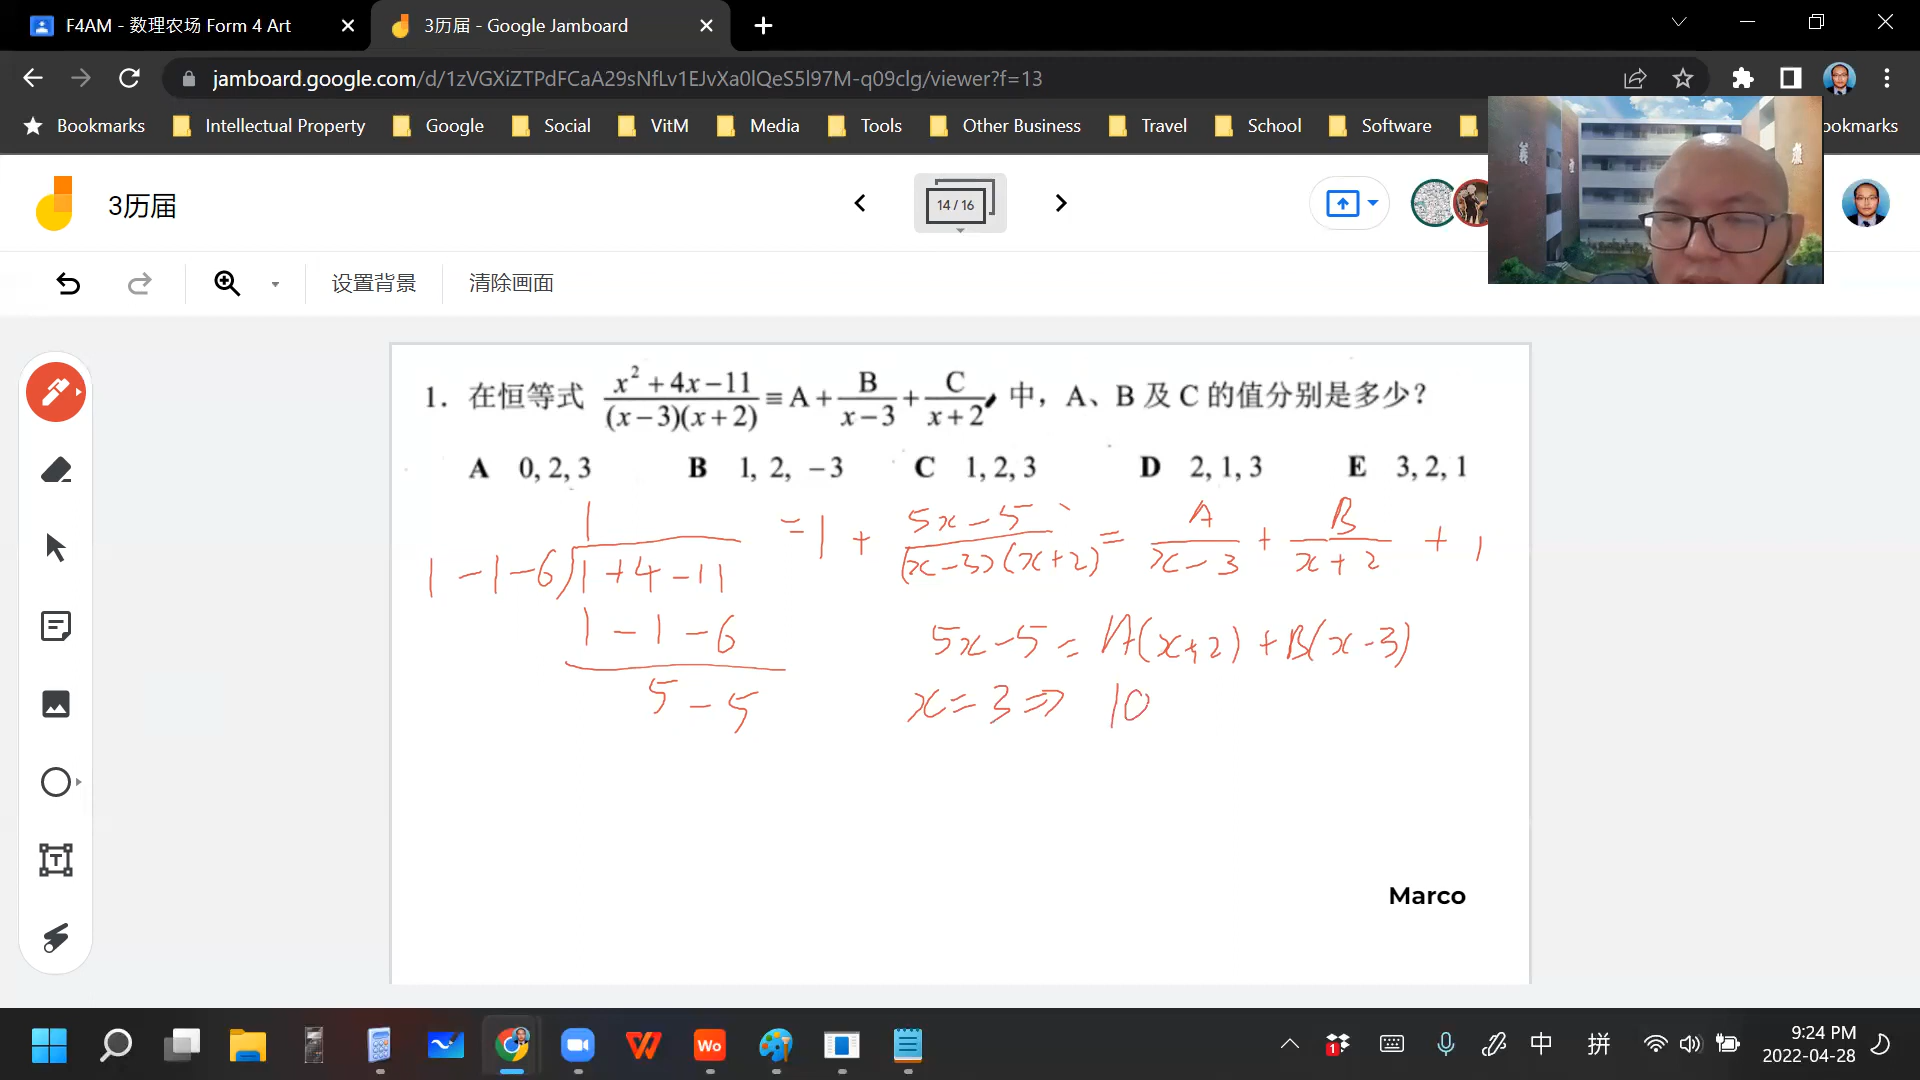 F4AM - 数理农场 Form 4 Art
3历届 - Google Jamboard
jamboard.google.com/d/1zVGXiZTPdFCaA29sNfLv1EJvXa0lQeS5l97M-q09clg/viewer?f=13
Bookmarks Intellectual Property Google Social VitM Media Tools Other Business Travel School Software ookmarks
3历届
14 / 16
设置背景 清除画面
1. 在恒等式 (x² + 4x − 11)/((x − 3)(x + 2)) ≡ A + B/(x − 3) + C/(x + 2) 中，A、B 及 C 的值分别是多少?
A 0, 2, 3 B 1, 2, −3 C 1, 2, 3 D 2, 1, 3 E 3, 2, 1
1
= 1 + (5x − 5)/((x − 3)(x + 2)) = A/(x − 3) + B/(x + 2) + 1
1 − 1 − 6 ) 1 + 4 − 11
1 − 1 − 6
5 − 5
5x − 5 = A(x + 2) + B(x − 3)
x = 3 ⇒ 10
Marco
Wo
1
中
拼
9:24 PM
2022-04-28